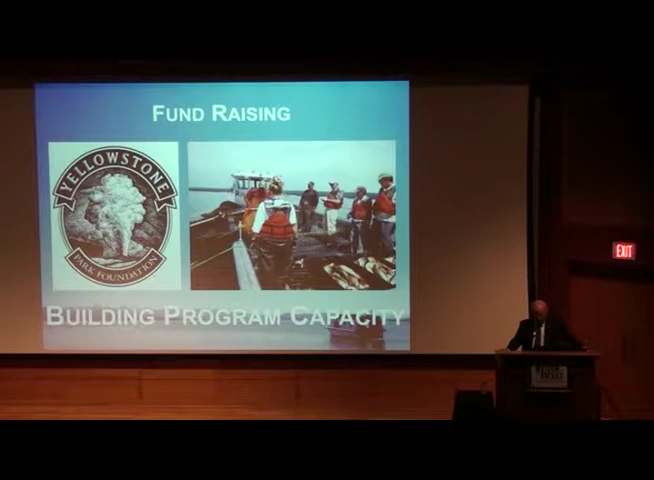 FUND RAISING
YELLOWSTONE
PARK FOUNDATION
BUILDING PROGRAM CAPACITY
EXIT